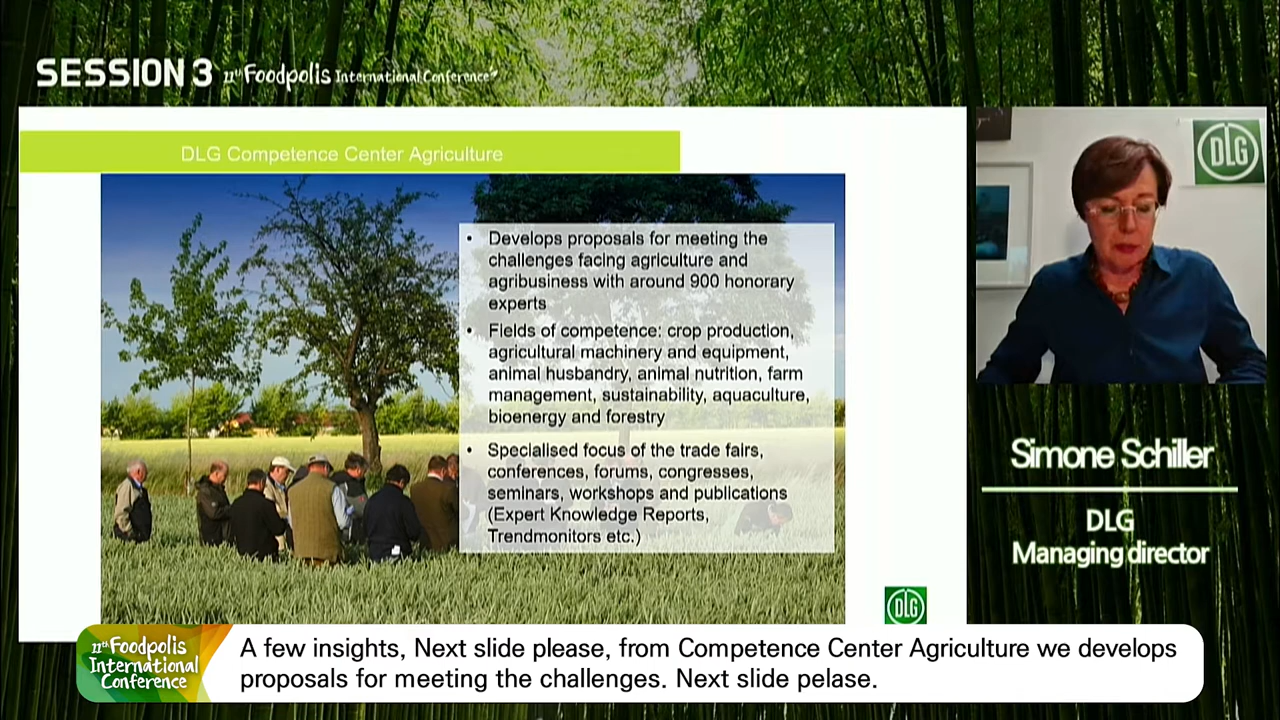 SESSION 3 11th Foodpolis International Conference
DLG Competence Center Agriculture
• Develops proposals for meeting the
challenges facing agriculture and
agribusiness with around 900 honorary
experts
• Fields of competence: crop production,
agricultural machinery and equipment,
animal husbandry, animal nutrition, farm
management, sustainability, aquaculture,
bioenergy and forestry
• Specialised focus of the trade fairs,
conferences, forums, congresses,
seminars, workshops and publications
(Expert Knowledge Reports,
Trendmonitors etc.)
DLG
DLG
Simone Schiller
DLG
Managing director
11th Foodpolis
International
Conference
A few insights, Next slide please, from Competence Center Agriculture we develops
proposals for meeting the challenges. Next slide pelase.